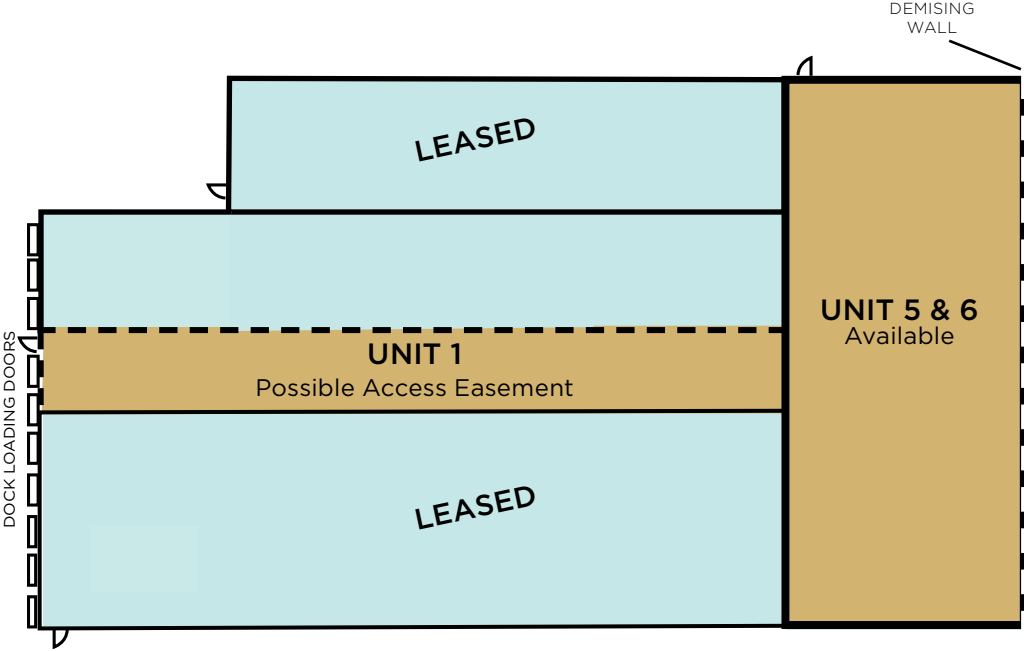 DEMISING
WALL
LEASED
UNIT 5 & 6
Available
UNIT 1
Possible Access Easement
DOCK LOADING DOORS
LEASED